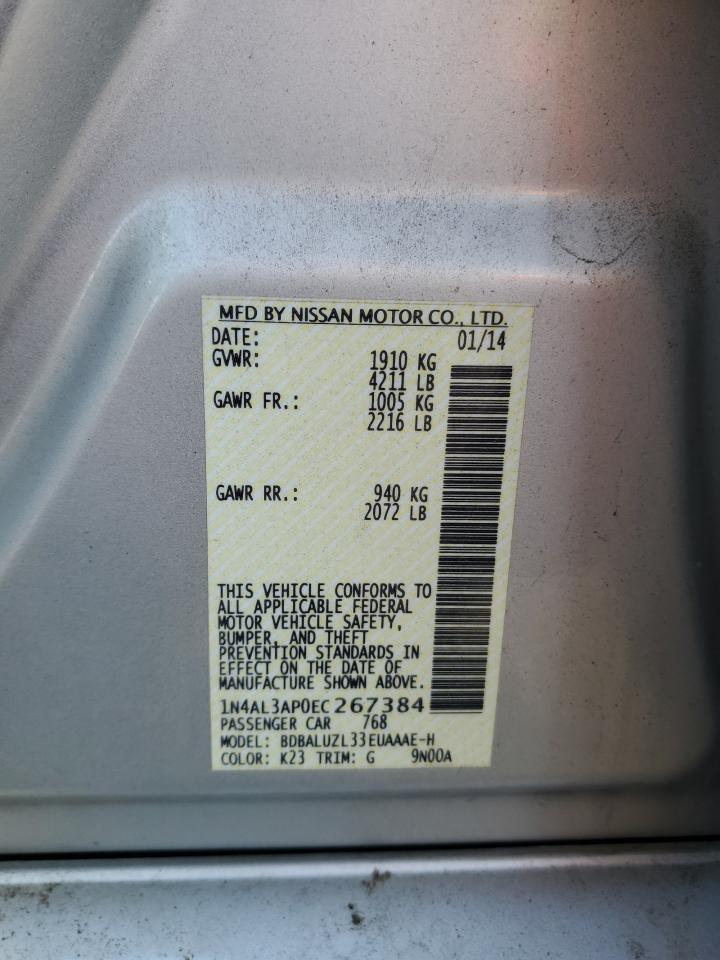 MFD BY NISSAN MOTOR CO., LTD.
DATE: 01/14
GVWR: 1910 KG
4211 LB
GAWR FR.: 1005 KG
2216 LB
GAWR RR.: 940 KG
2072 LB
THIS VEHICLE CONFORMS TO
ALL APPLICABLE FEDERAL
MOTOR VEHICLE SAFETY,
BUMPER, AND THEFT
PREVENTION STANDARDS IN
EFFECT ON THE DATE OF
MANUFACTURE SHOWN ABOVE.
1N4AL3AP0EC267384
PASSENGER CAR 768
MODEL: BDBALUZL33EUAAAE-H
COLOR: K23 TRIM: G 9N00A